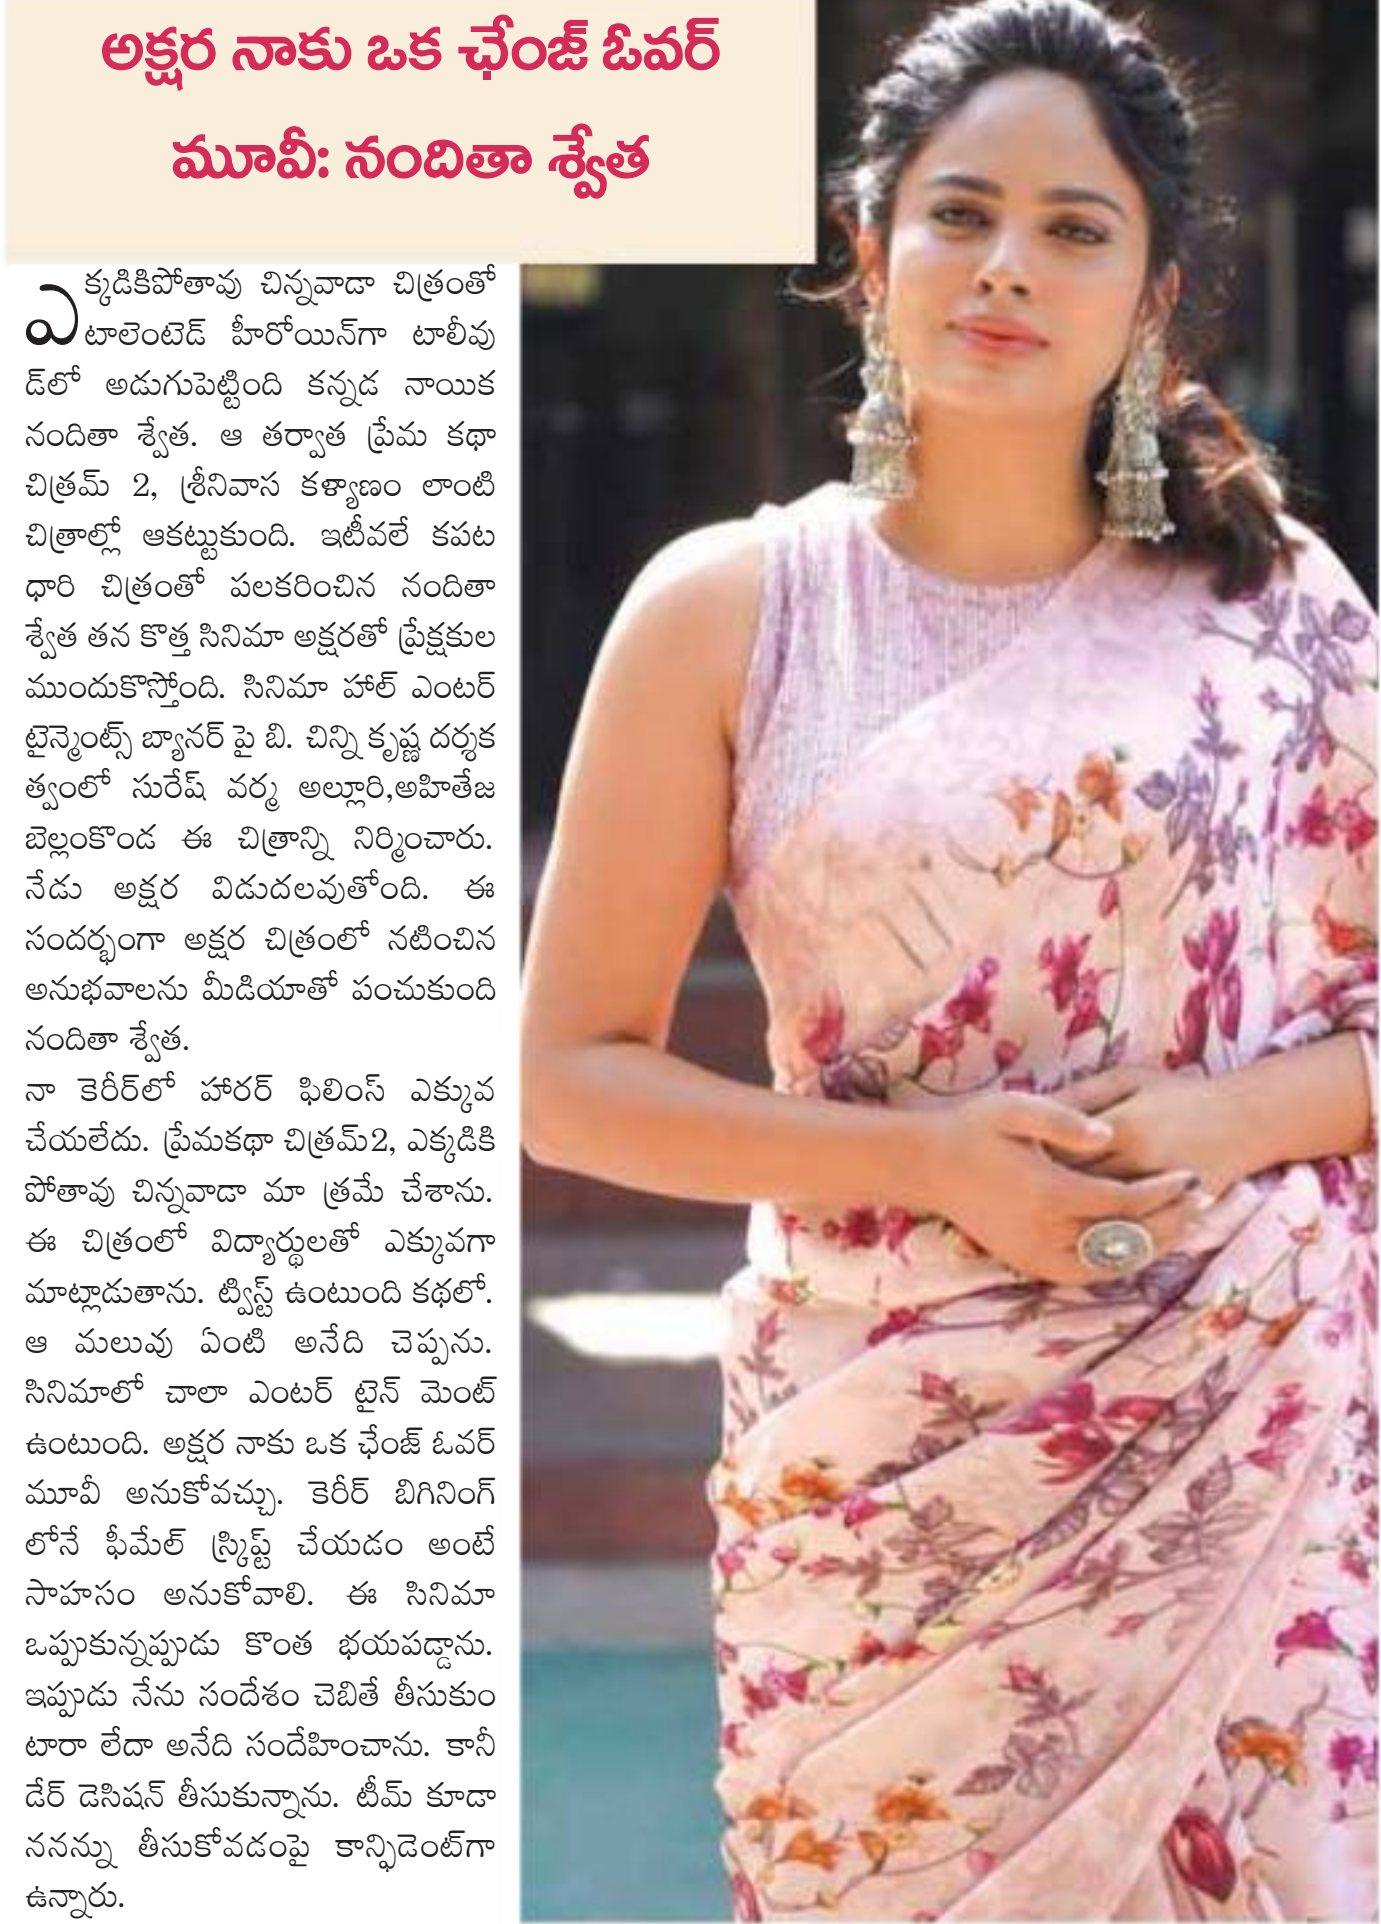 అక్షర నాకు ఒక ఛేంజ్ ఓవర్
మూవీ: నందితా శ్వేత
ఎక్కడికిపోతావు చిన్నవాడా చిత్రంతో
టాలెంటెడ్ హీరోయిన్‌గా టాలీవు
డ్‌లో అడుగుపెట్టింది కన్నడ నాయిక
నందితా శ్వేత. ఆ తర్వాత ప్రేమ కథా
చిత్రమ్ 2, శ్రీనివాస కళ్యాణం లాంటి
చిత్రాల్లో ఆకట్టుకుంది. ఇటీవలే కపట
ధారి చిత్రంతో పలకరించిన నందితా
శ్వేత తన కొత్త సినిమా అక్షరతో ప్రేక్షకుల
ముందుకొస్తోంది. సినిమా హాల్ ఎంటర్
టైన్మెంట్స్ బ్యానర్ పై బి. చిన్ని కృష్ణ దర్శక
త్వంలో సురేష్ వర్మ అల్లూరి,అహితేజ
బెల్లంకొండ ఈ చిత్రాన్ని నిర్మించారు.
నేడు అక్షర విడుదలవుతోంది. ఈ
సందర్భంగా అక్షర చిత్రంలో నటించిన
అనుభవాలను మీడియాతో పంచుకుంది
నందితా శ్వేత.
నా కెరీర్‌లో హారర్ ఫిలింస్ ఎక్కువ
చేయలేదు. ప్రేమకథా చిత్రమ్2, ఎక్కడికి
పోతావు చిన్నవాడా మా త్రమే చేశాను.
ఈ చిత్రంలో విద్యార్థులతో ఎక్కువగా
మాట్లాడుతాను. ట్విస్ట్ ఉంటుంది కథలో.
ఆ మలువు ఏంటి అనేది చెప్పను.
సినిమాలో చాలా ఎంటర్ టైన్ మెంట్
ఉంటుంది. అక్షర నాకు ఒక ఛేంజ్ ఓవర్
మూవీ అనుకోవచ్చు. కెరీర్ బిగినింగ్
లోనే ఫీమేల్ స్క్రిప్ట్ చేయడం అంటే
సాహసం అనుకోవాలి. ఈ సినిమా
ఒప్పుకున్నప్పుడు కొంత భయపడ్డాను.
ఇప్పుడు నేను సందేశం చెబితే తీసుకుం
టారా లేదా అనేది సందేహించాను. కానీ
డేర్ డెసిషన్ తీసుకున్నాను. టీమ్ కూడా
ననన్ను తీసుకోవడంపై కాన్ఫిడెంట్‌గా
ఉన్నారు.